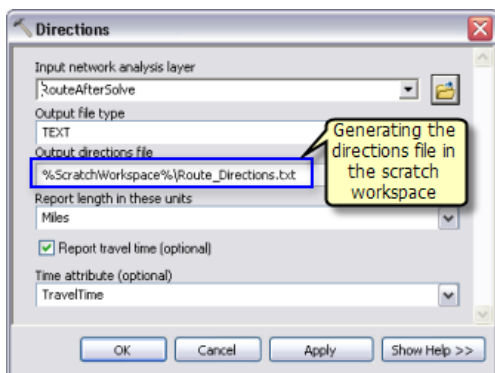 Directions
Input network analysis layer
RouteAfterSolve
Output file type
TEXT
Generating the
directions file in
the scratch
workspace
Output directions file
%ScratchWorkspace%\Route_Directions.txt
Report length in these units
Miles
Report travel time (optional)
Time attribute (optional)
TravelTime
OK
Cancel
Apply
Show Help >>